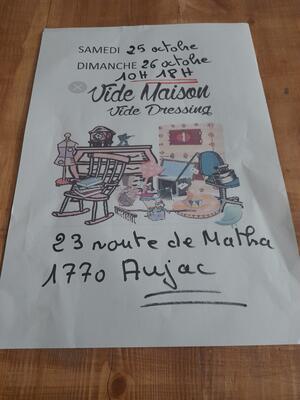 SAMEDI 25 octobre
DIMANCHE 26 octobre
10H 18H
Vide Maison
Vide Dressing
23 route de Matha
1770 Aujac